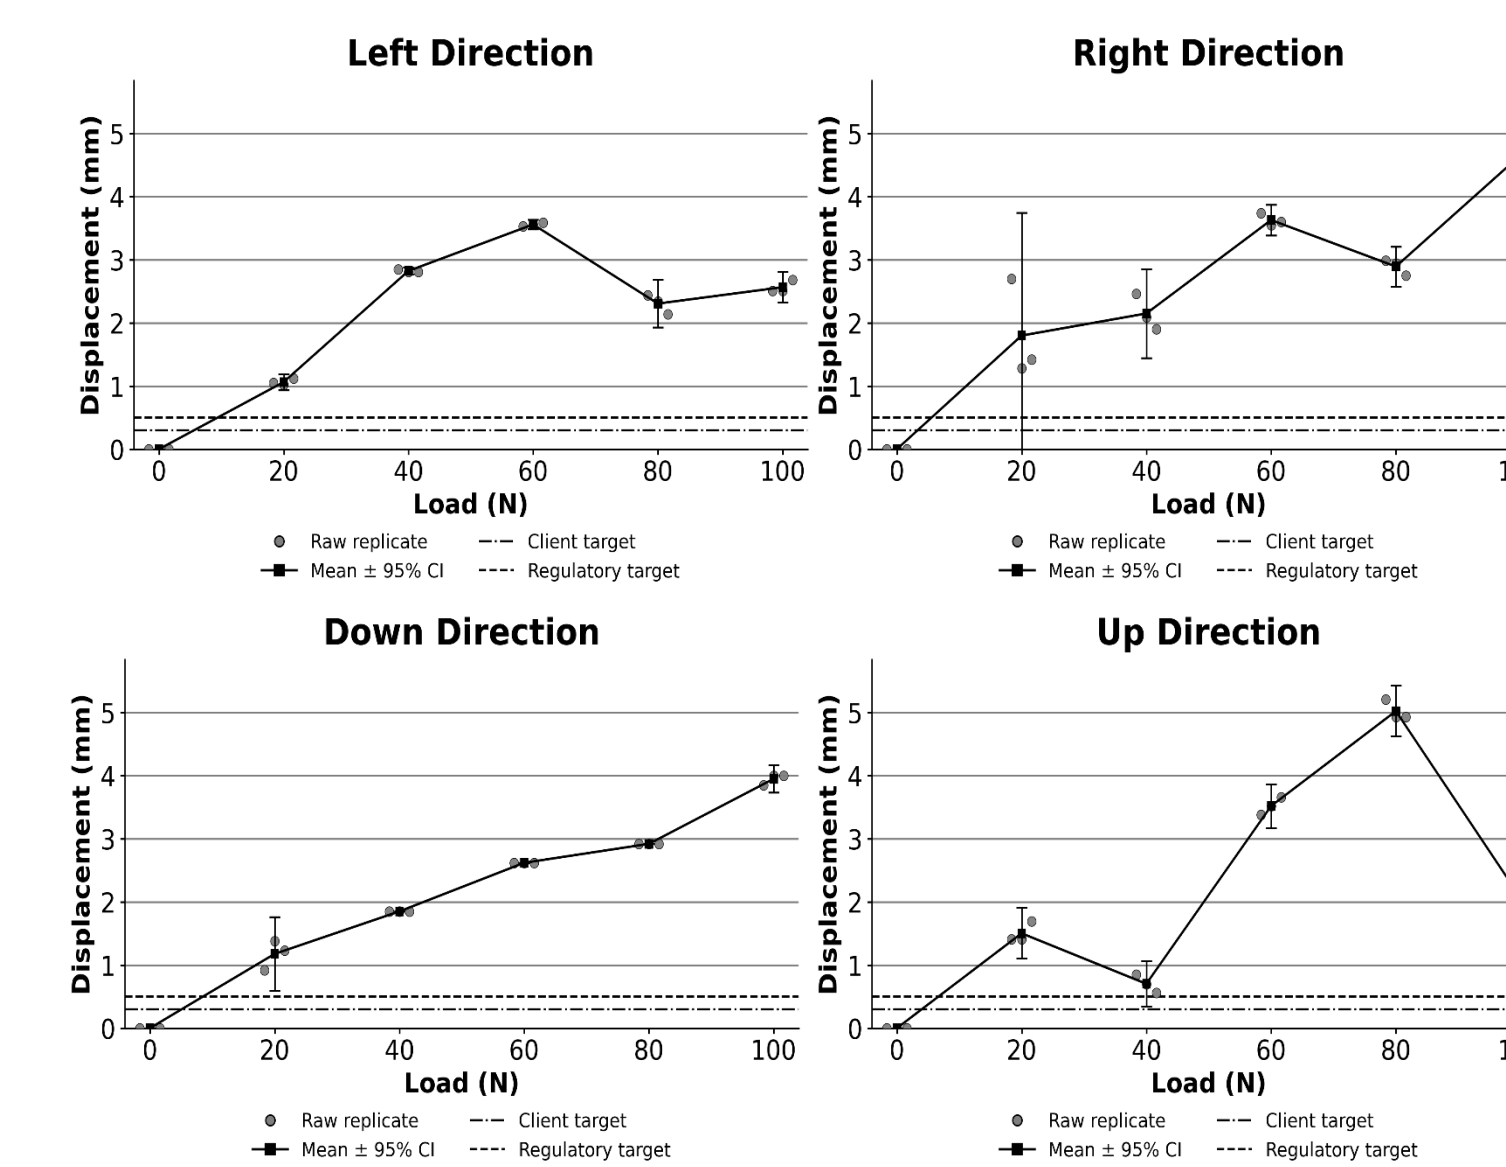 Left Direction
Displacement (mm)
5
4
3
2
1
0
0 20 40 60 80 100
Load (N)
Raw replicate
Mean ± 95% CI
Client target
Regulatory target
Right Direction
Displacement (mm)
5
4
3
2
1
0
0 20 40 60 80 1
Load (N)
Raw replicate
Mean ± 95% CI
Client target
Regulatory target
Down Direction
Displacement (mm)
5
4
3
2
1
0
0 20 40 60 80 100
Load (N)
Raw replicate
Mean ± 95% CI
Client target
Regulatory target
Up Direction
Displacement (mm)
5
4
3
2
1
0
0 20 40 60 80 1
Load (N)
Raw replicate
Mean ± 95% CI
Client target
Regulatory target